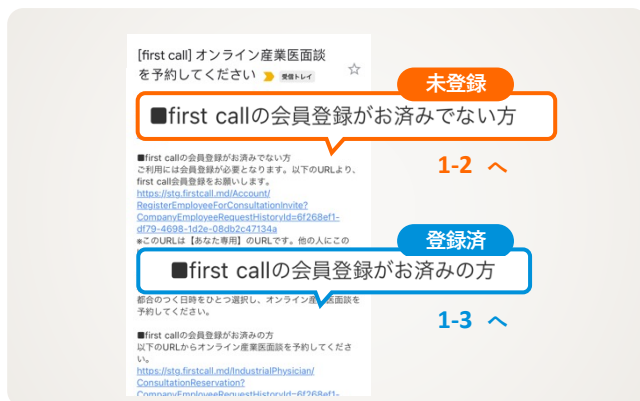 [first call] オンライン産業医面談
を予約してください 受信トレイ
未登録
■first callの会員登録がお済みでない方
1-2 へ
■first callの会員登録がお済みでない方
ご利用には会員登録が必要となります。以下のURLより、
first call会員登録をお願いします。
https://stg.firstcall.md/Account/
RegisterEmployeeForConsultationInvite?
CompanyEmployeeRequestHistoryId=6f268ef1-
df79-4698-1d2e-08db2c47134a
※このURLは【あなた専用】のURLです。他の人にこの
登録済
■first callの会員登録がお済みの方
1-3 へ
都合のつく日時をひとつ選択し、オンライン産業医面談を
予約してください。
■first callの会員登録がお済みの方
以下のURLからオンライン産業医面談を予約してくださ
い。
https://stg.firstcall.md/IndustrialPhysician/
ConsultationReservation?
CompanyEmployeeRequestHistoryId=6f268ef1-